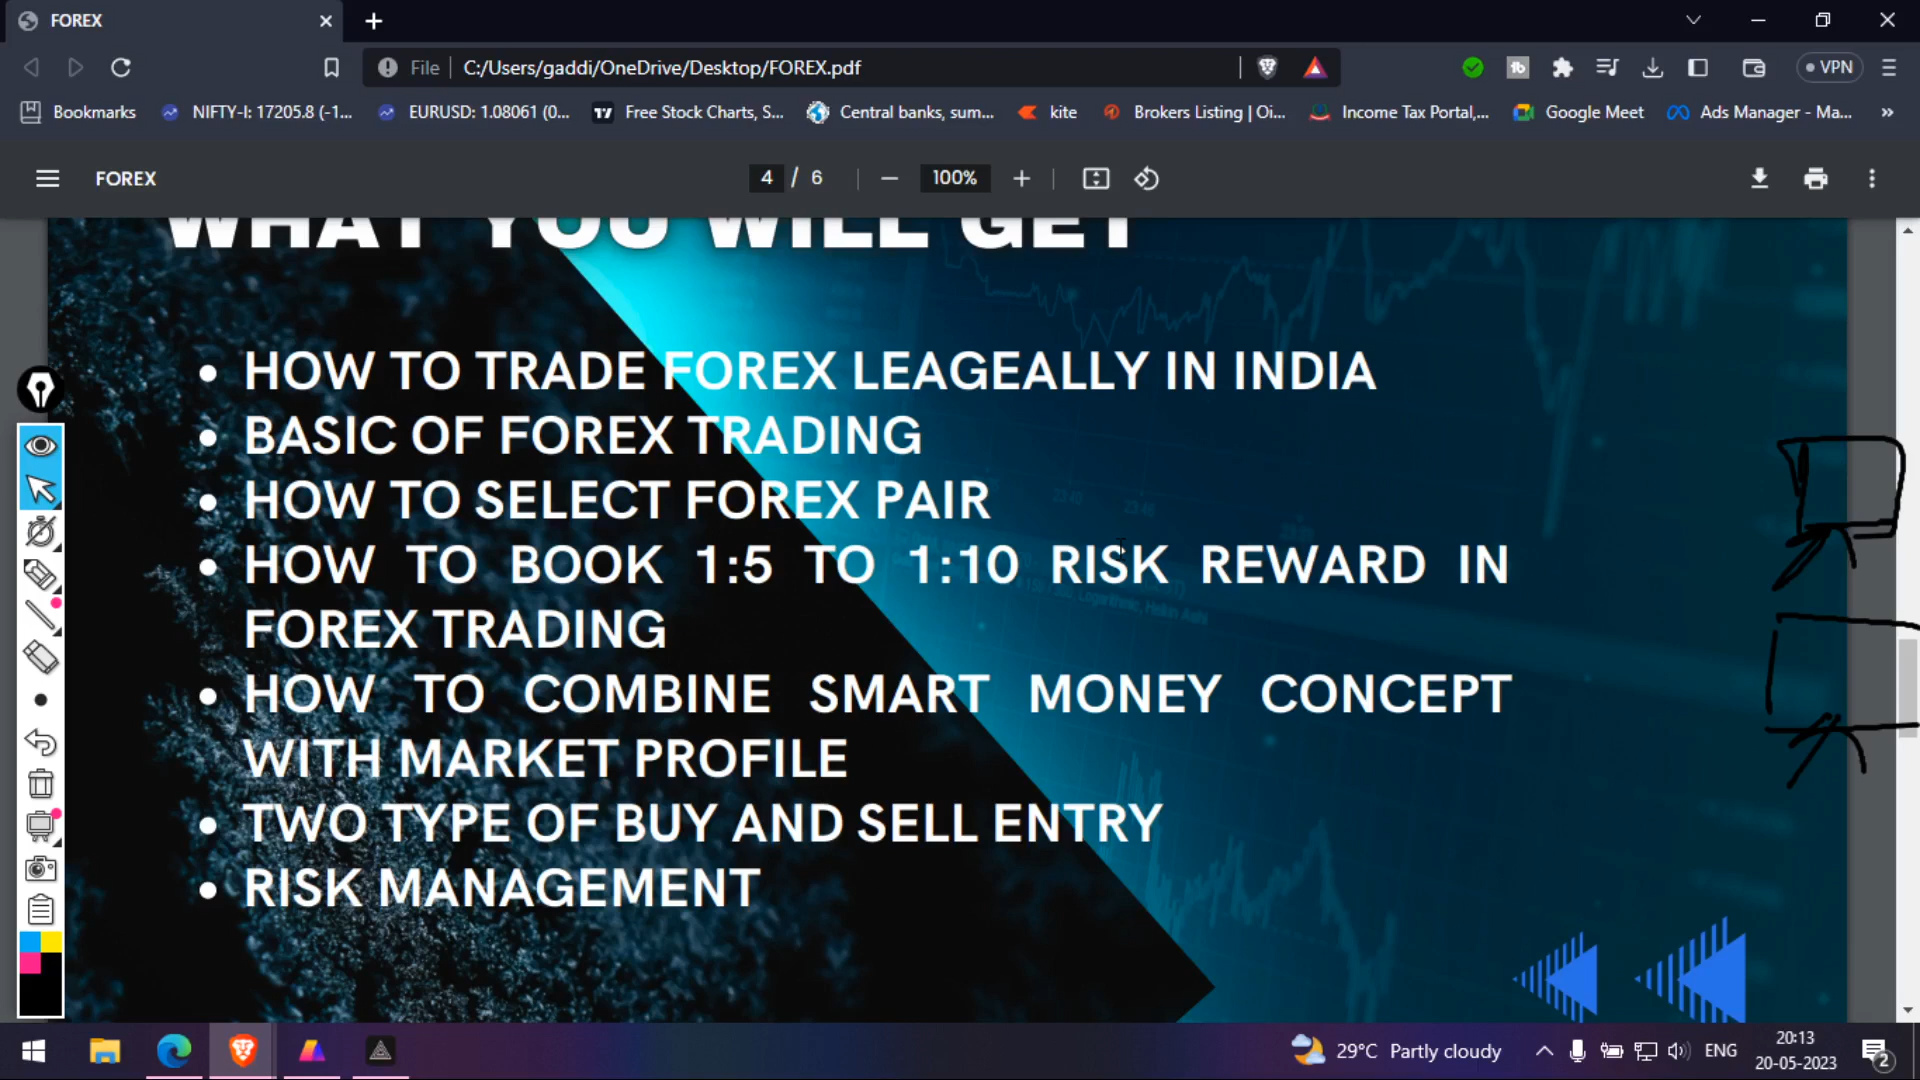 FOREX
File
C:/Users/gaddi/OneDrive/Desktop/FOREX.pdf
VPN
Bookmarks
NIFTY-I: 17205.8 (-1...
EURUSD: 1.08061 (0...
Free Stock Charts, S...
Central banks, sum...
kite
Brokers Listing | Oi...
Income Tax Portal,...
Google Meet
Ads Manager - Ma...
FOREX
4 / 6
100%
WHAT YOU WILL GET
• HOW TO TRADE FOREX LEAGEALLY IN INDIA
• BASIC OF FOREX TRADING
• HOW TO SELECT FOREX PAIR
• HOW TO BOOK 1:5 TO 1:10 RISK REWARD IN
FOREX TRADING
• HOW TO COMBINE SMART MONEY CONCEPT
WITH MARKET PROFILE
• TWO TYPE OF BUY AND SELL ENTRY
• RISK MANAGEMENT
29°C Partly cloudy
ENG
20:13
20-05-2023
2